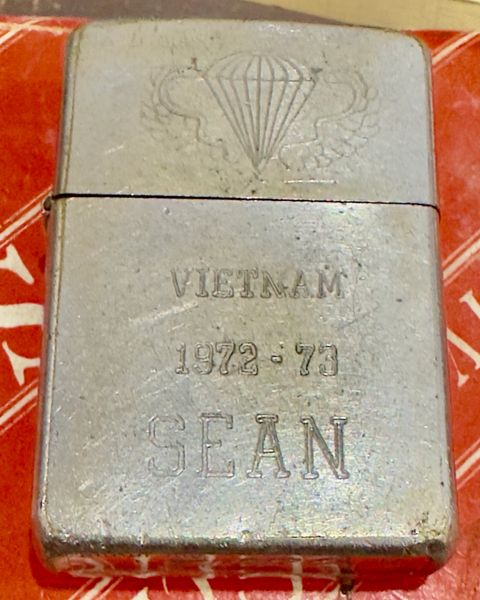 VIETNAM
1972 - 73
SEAN